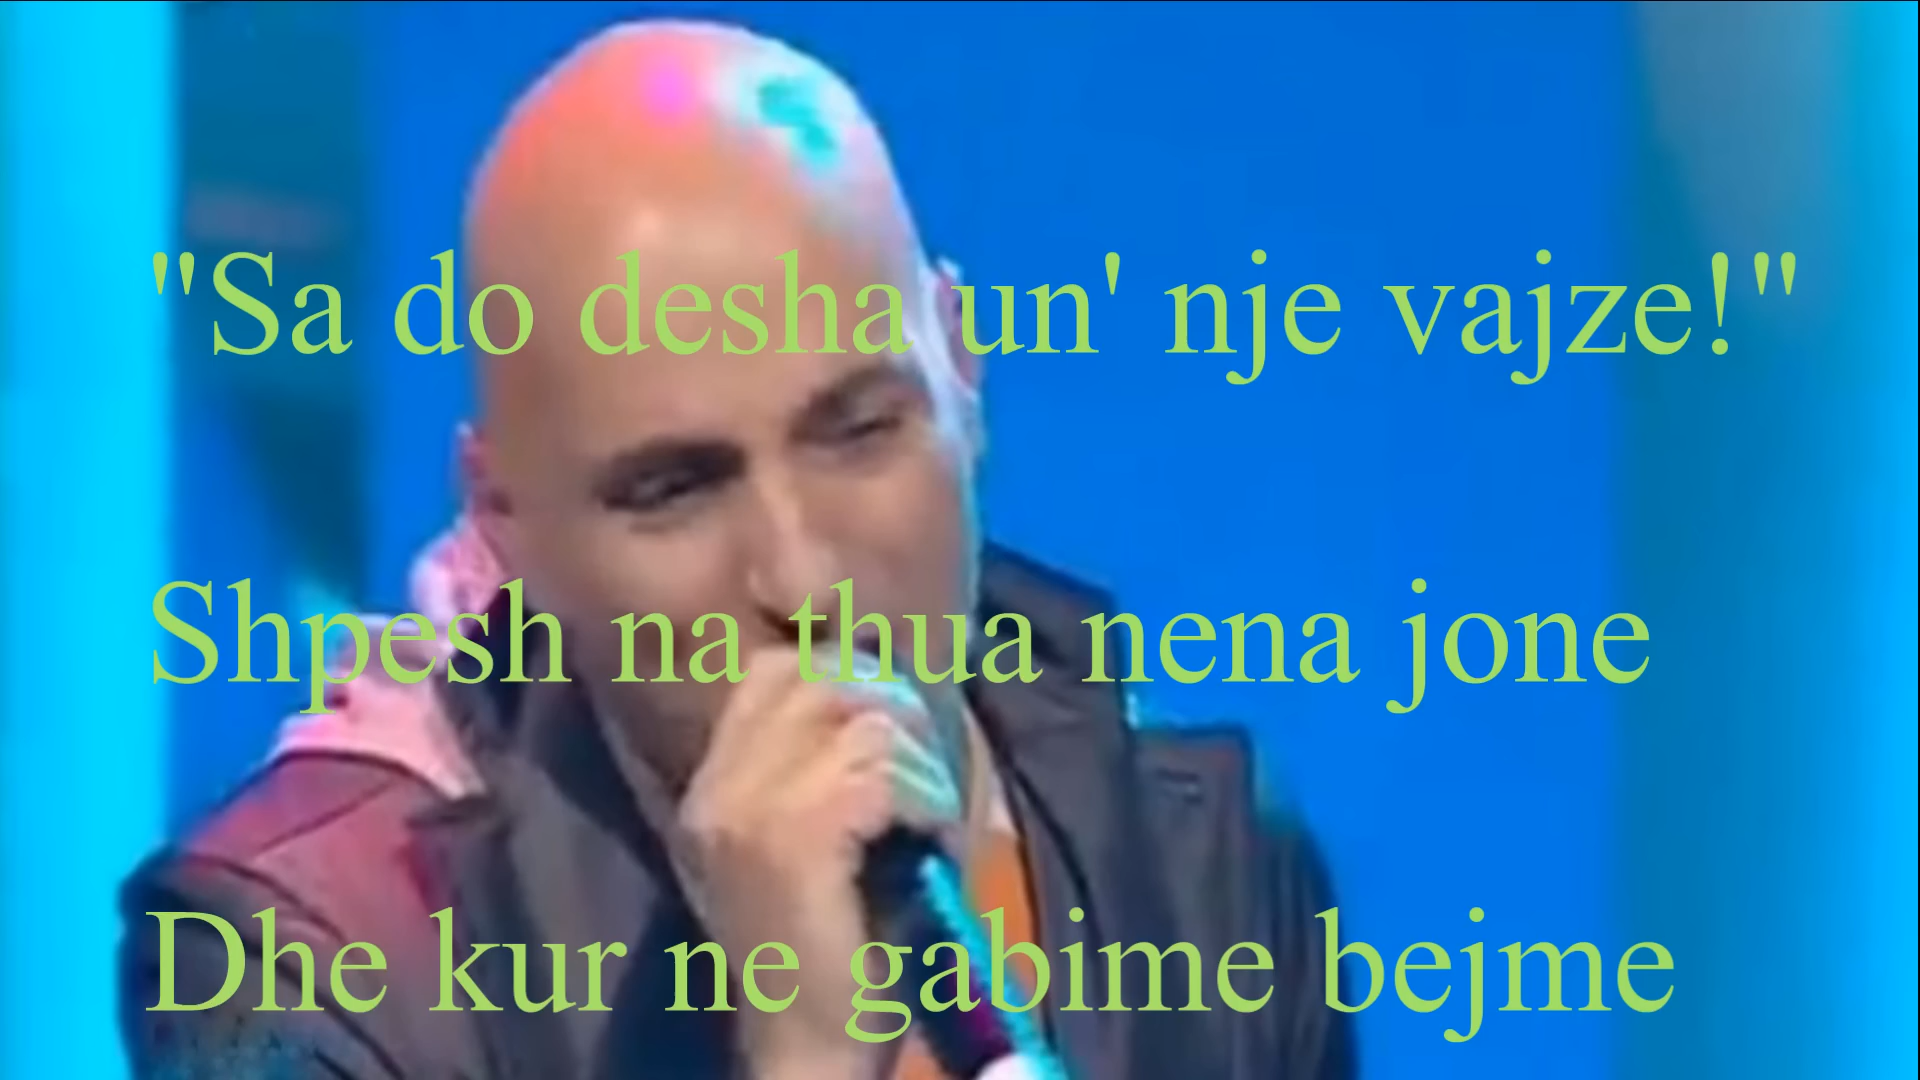 "Sa do desha un' nje vajze!"
Shpesh na thua nena jone
Dhe kur ne gabime bejme